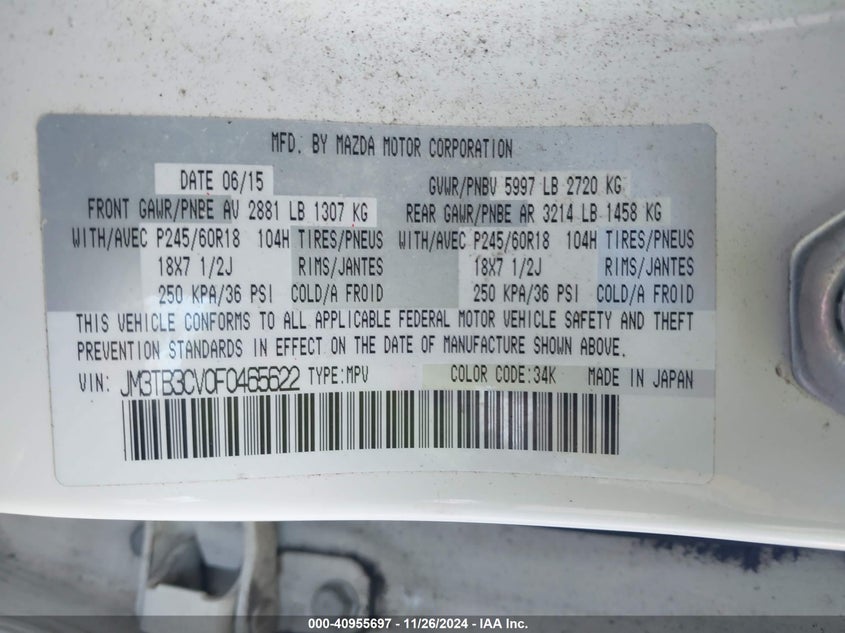 MFD. BY MAZDA MOTOR CORPORATION
DATE 06/15 GVWR/PNBV 5997 LB 2720 KG
FRONT GAWR/PNBE AV 2881 LB 1307 KG REAR GAWR/PNBE AR 3214 LB 1458 KG
WITH/AVEC P245/60R18 104H TIRES/PNEUS WITH/AVEC P245/60R18 104H TIRES/PNEUS
18X7 1/2J RIMS/JANTES 18X7 1/2J RIMS/JANTES
250 KPA/36 PSI COLD/A FROID 250 KPA/36 PSI COLD/A FROID
THIS VEHICLE CONFORMS TO ALL APPLICABLE FEDERAL MOTOR VEHICLE SAFETY AND THEFT
PREVENTION STANDARDS IN EFFECT ON THE DATE OF MANUFACTURE SHOWN ABOVE.
VIN: JM3TB3CV0F0465622 TYPE:MPV COLOR CODE:34K MADE IN JAPAN
000-40955697 - 11/26/2024 - IAA Inc.